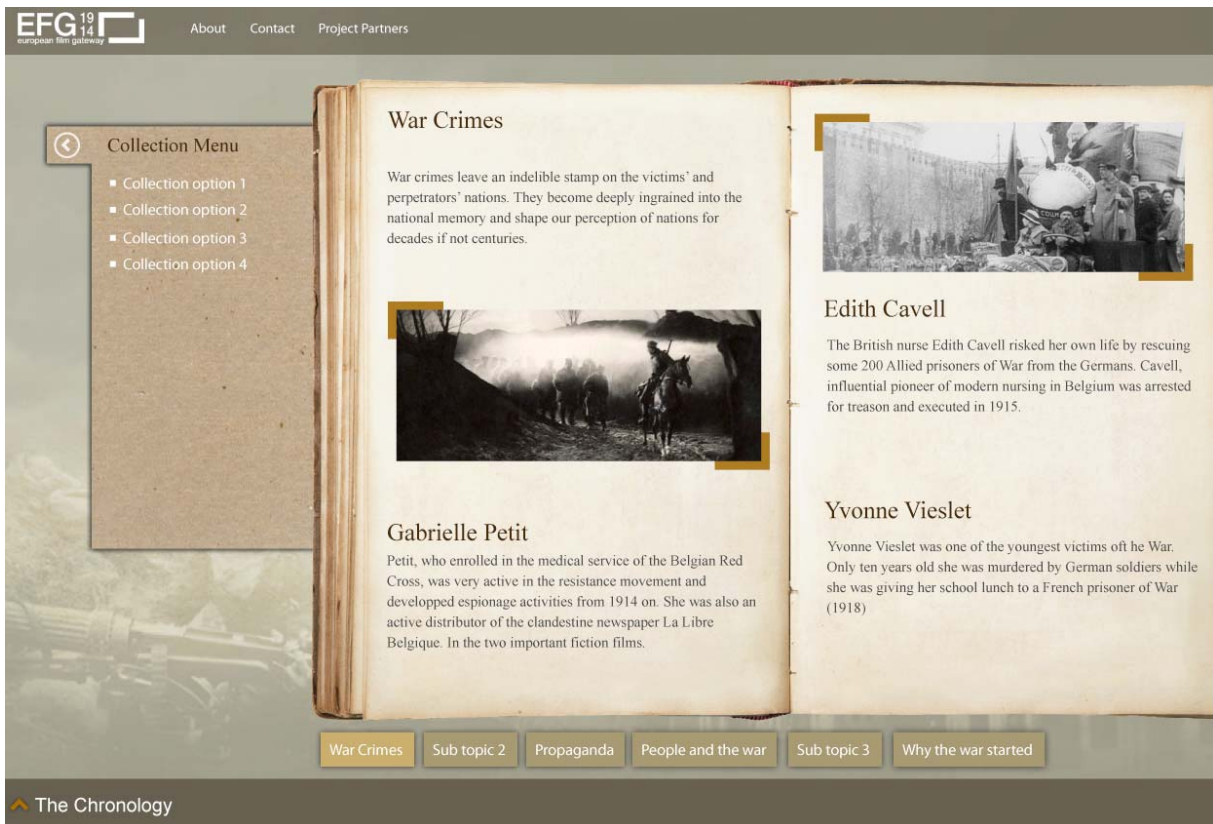 EFG 19
14
european film gateway
About Contact Project Partners
Collection Menu
Collection option 1
Collection option 2
Collection option 3
Collection option 4
War Crimes
War crimes leave an indelible stamp on the victims’ and
perpetrators’ nations. They become deeply ingrained into the
national memory and shape our perception of nations for
decades if not centuries.
Gabrielle Petit
Petit, who enrolled in the medical service of the Belgian Red
Cross, was very active in the resistance movement and
developped espionage activities from 1914 on. She was also an
active distributor of the clandestine newspaper La Libre
Belgique. In the two important fiction films.
Edith Cavell
The British nurse Edith Cavell risked her own life by rescuing
some 200 Allied prisoners of War from the Germans. Cavell,
influential pioneer of modern nursing in Belgium was arrested
for treason and executed in 1915.
Yvonne Vieslet
Yvonne Vieslet was one of the youngest victims oft he War.
Only ten years old she was murdered by German soldiers while
she was giving her school lunch to a French prisoner of War
(1918)
War Crimes Sub topic 2 Propaganda People and the war Sub topic 3 Why the war started
The Chronology